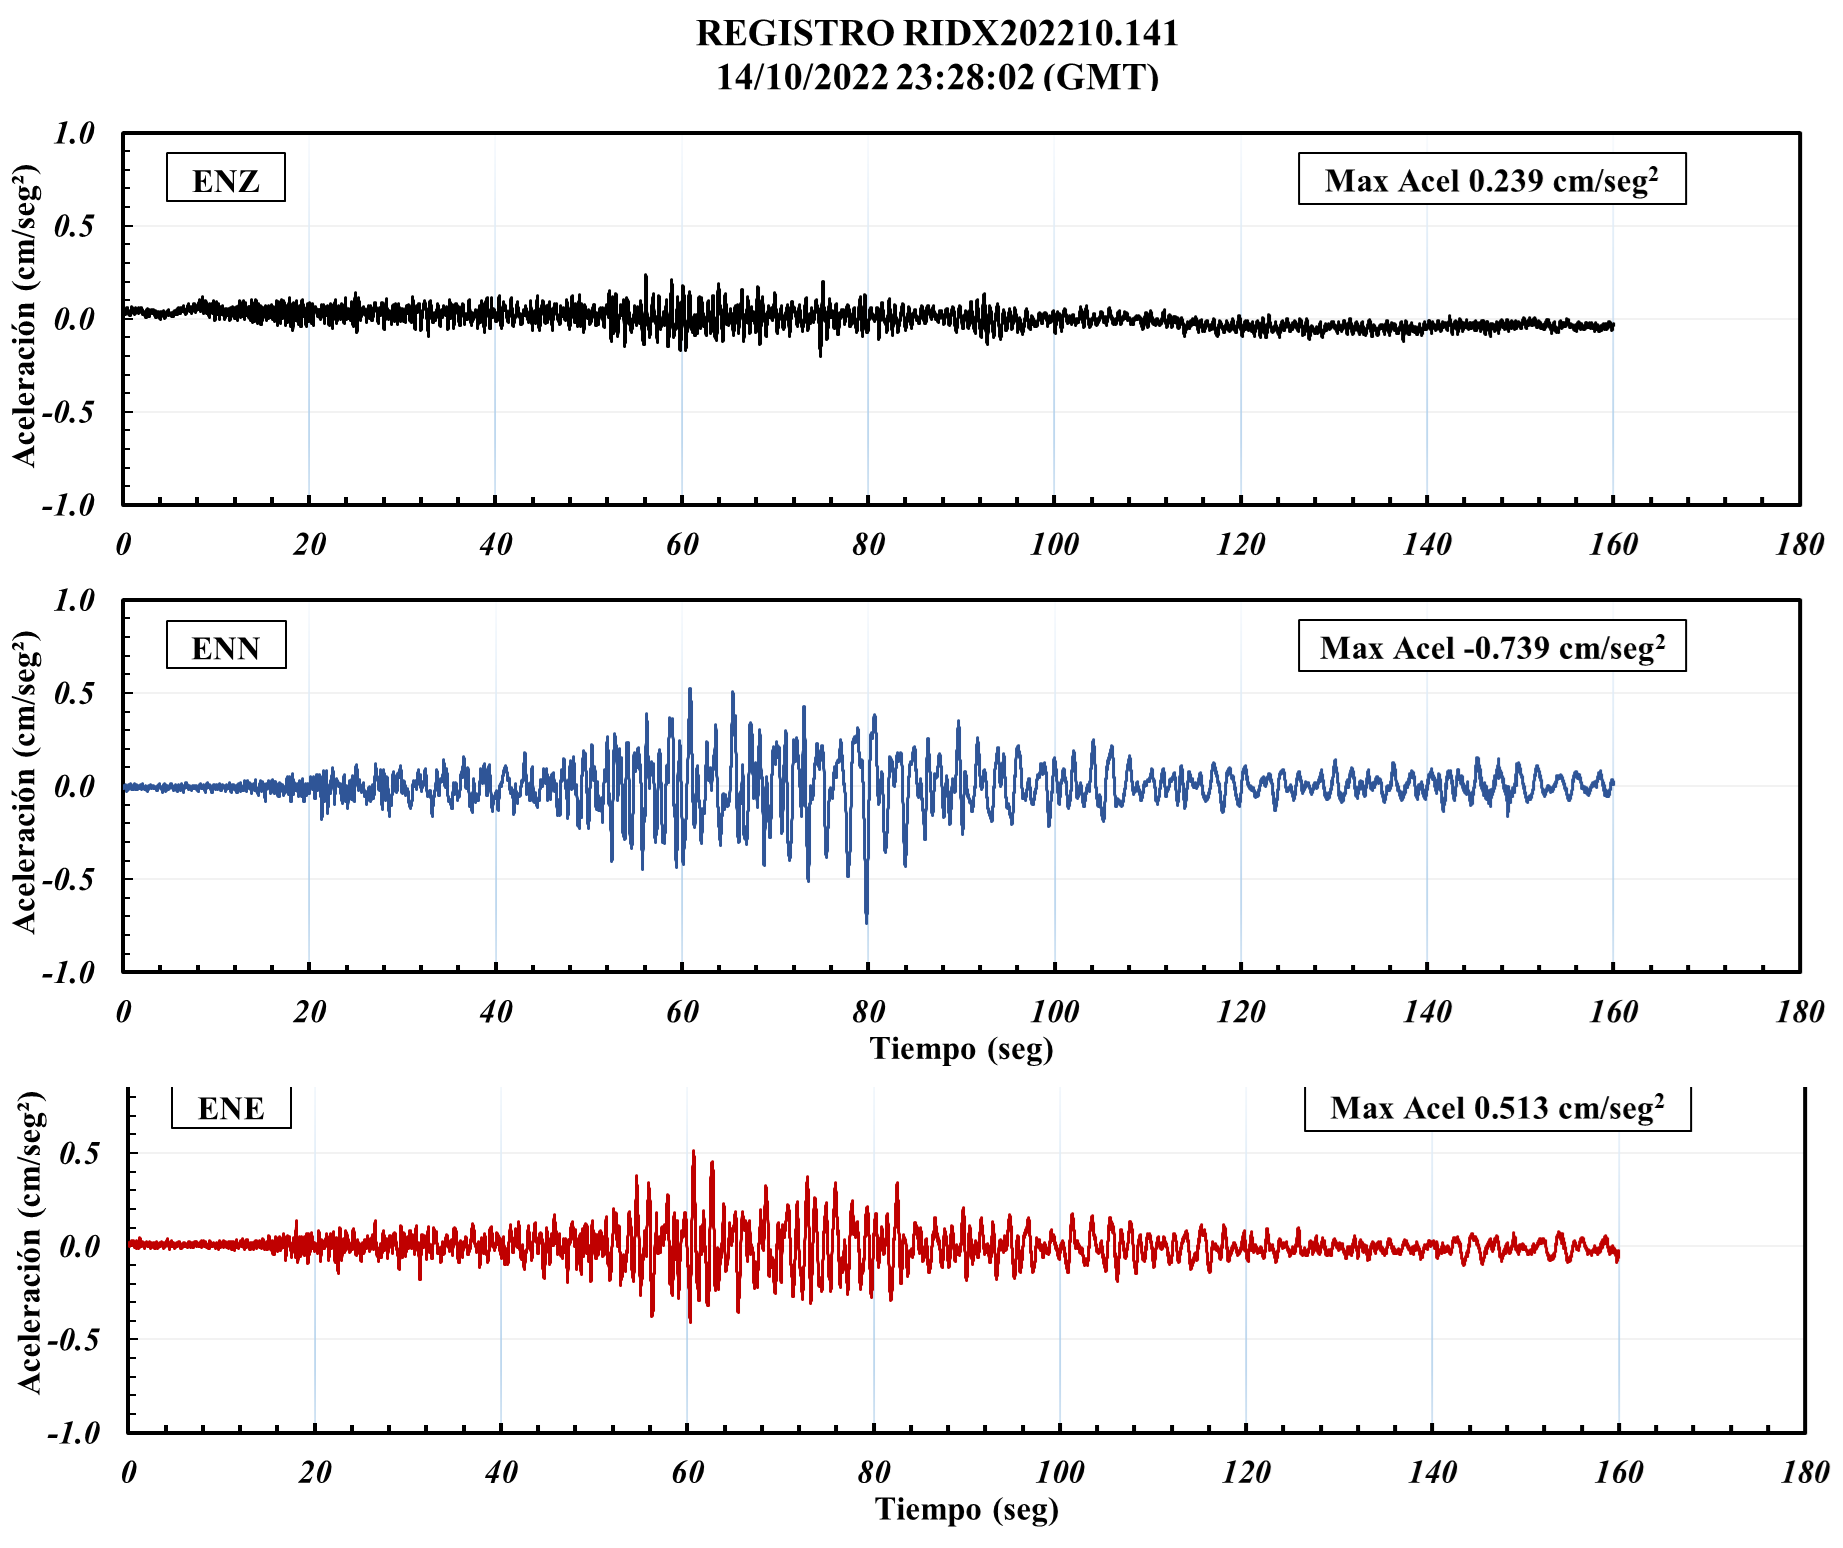 REGISTRO RIDX202210.141
14/10/2022 23:28:02 (GMT)
Aceleración (cm/seg²)
1.0
0.5
0.0
-0.5
-1.0
ENZ
Max Acel 0.239 cm/seg²
0 20 40 60 80 100 120 140 160 180
Aceleración (cm/seg²)
1.0
0.5
0.0
-0.5
-1.0
ENN
Max Acel -0.739 cm/seg²
0 20 40 60 80 100 120 140 160 180
Tiempo (seg)
Aceleración (cm/seg²)
ENE
Max Acel 0.513 cm/seg²
0.5
0.0
-0.5
-1.0
0 20 40 60 80 100 120 140 160 180
Tiempo (seg)